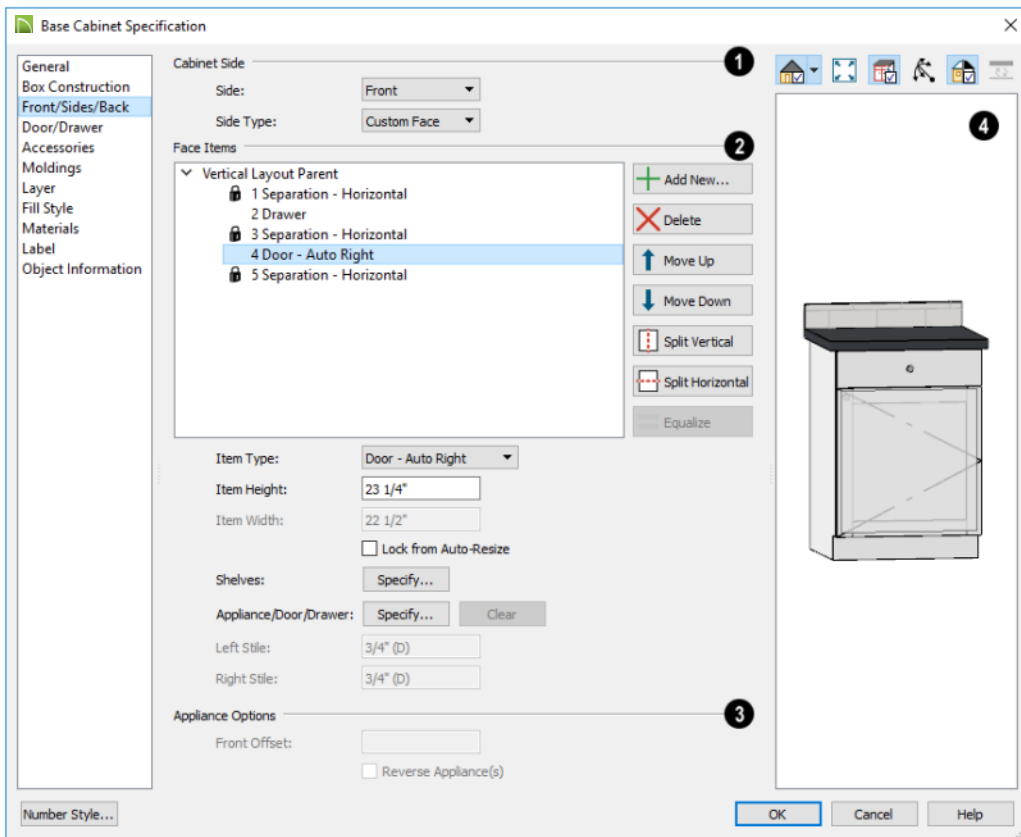 Base Cabinet Specification
General
Box Construction
Front/Sides/Back
Door/Drawer
Accessories
Moldings
Layer
Fill Style
Materials
Label
Object Information
Cabinet Side
1
Side:
Front
Side Type:
Custom Face
Face Items
2
Vertical Layout Parent
1 Separation - Horizontal
2 Drawer
3 Separation - Horizontal
4 Door - Auto Right
5 Separation - Horizontal
Add New...
Delete
Move Up
Move Down
Split Vertical
Split Horizontal
Equalize
Item Type:
Door - Auto Right
Item Height:
23 1/4"
Item Width:
22 1/2"
Lock from Auto-Resize
Shelves:
Specify...
Appliance/Door/Drawer:
Specify...
Clear
Left Stile:
3/4" (D)
Right Stile:
3/4" (D)
Appliance Options
3
Front Offset:
Reverse Appliance(s)
4
Number Style...
OK
Cancel
Help